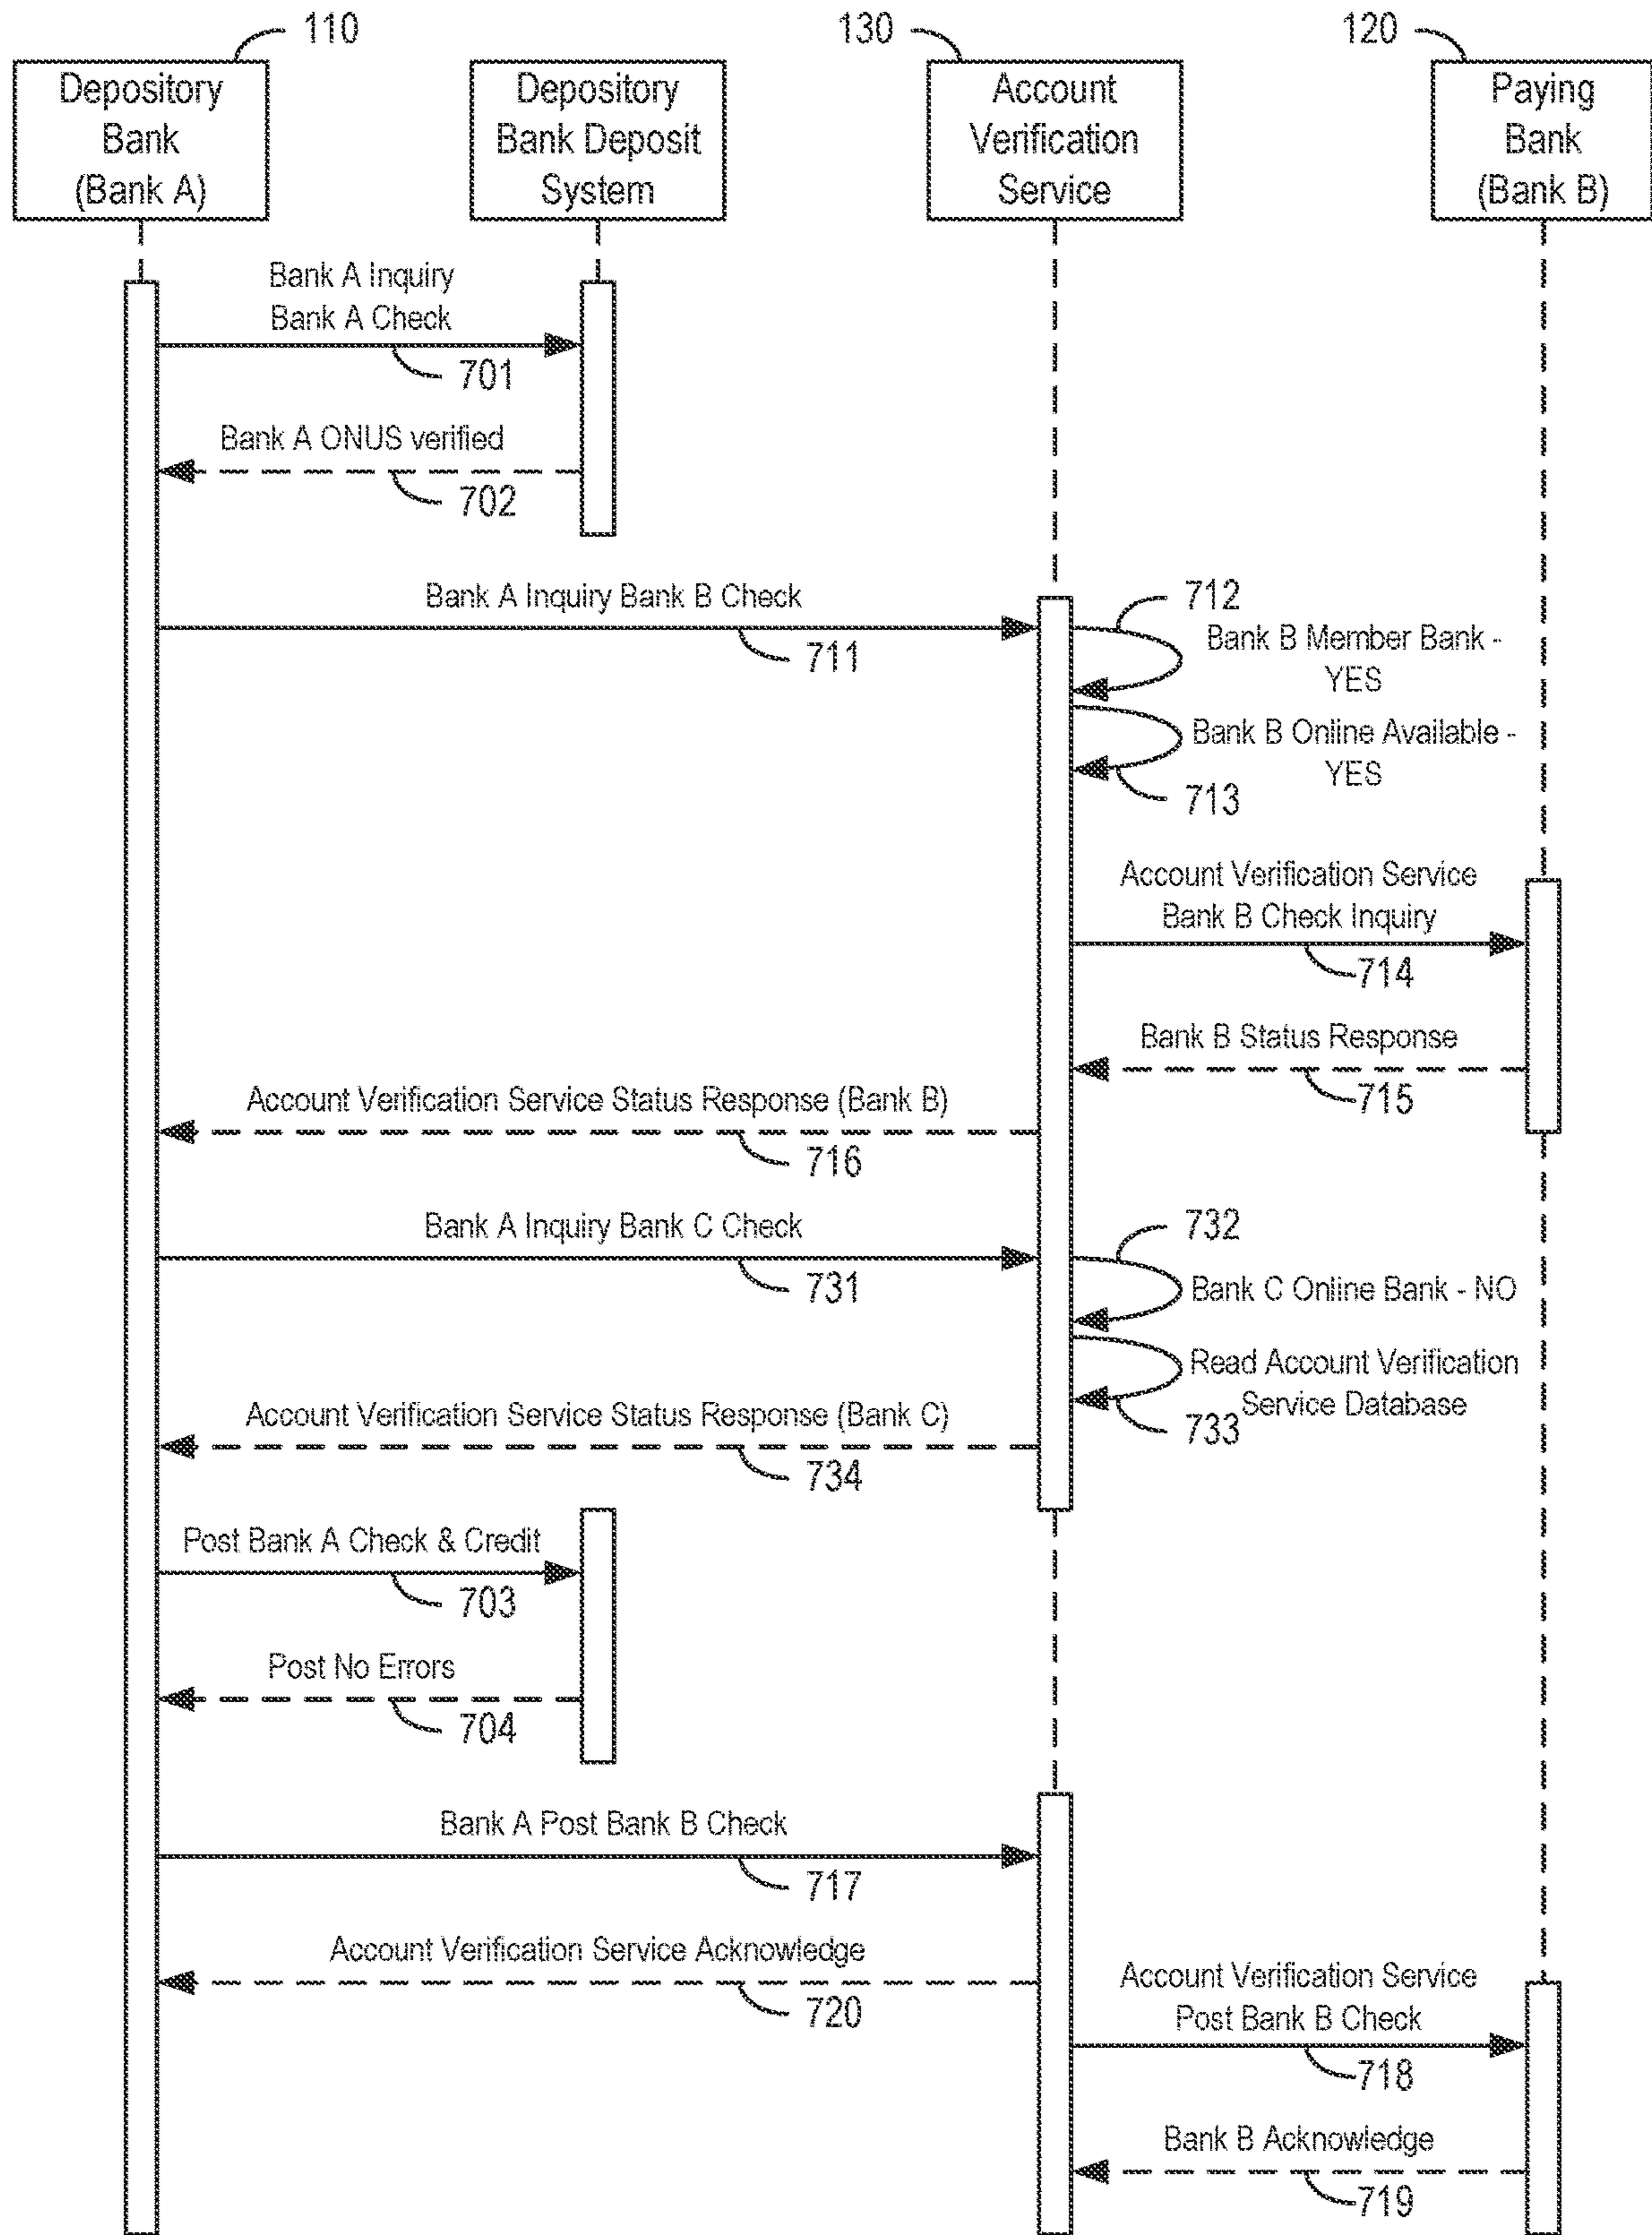 110
130
120
Depository
Bank
(Bank A)
Depository
Bank Deposit
System
Account
Verification
Service
Paying
Bank
(Bank B)
Bank A Inquiry
Bank A Check
701
Bank A ONUS verified
702
Bank A Inquiry Bank B Check
711
712
Bank B Member Bank -
YES
Bank B Online Available -
YES
713
Account Verification Service
Bank B Check Inquiry
714
Bank B Status Response
715
Account Verification Service Status Response (Bank B)
716
Bank A Inquiry Bank C Check
731
732
Bank C Online Bank - NO
Read Account Verification
Service Database
733
Account Verification Service Status Response (Bank C)
734
Post Bank A Check & Credit
703
Post No Errors
704
Bank A Post Bank B Check
717
Account Verification Service Acknowledge
720
Account Verification Service
Post Bank B Check
718
Bank B Acknowledge
719